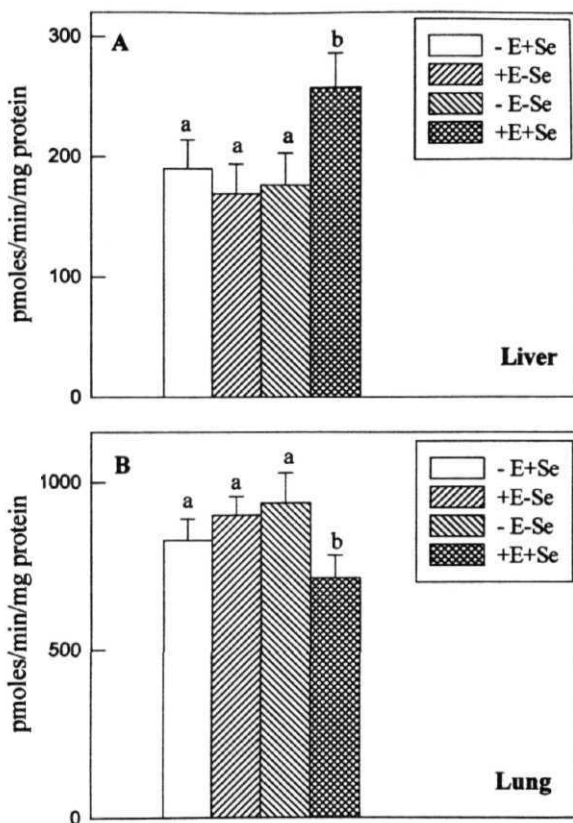 A
300
200
100
0
pmoles/min/mg protein
a
a
a
b
- E+Se
+E-Se
- E-Se
+E+Se
Liver
B
1000
500
0
pmoles/min/mg protein
a
a
a
b
- E+Se
+E-Se
- E-Se
+E+Se
Lung